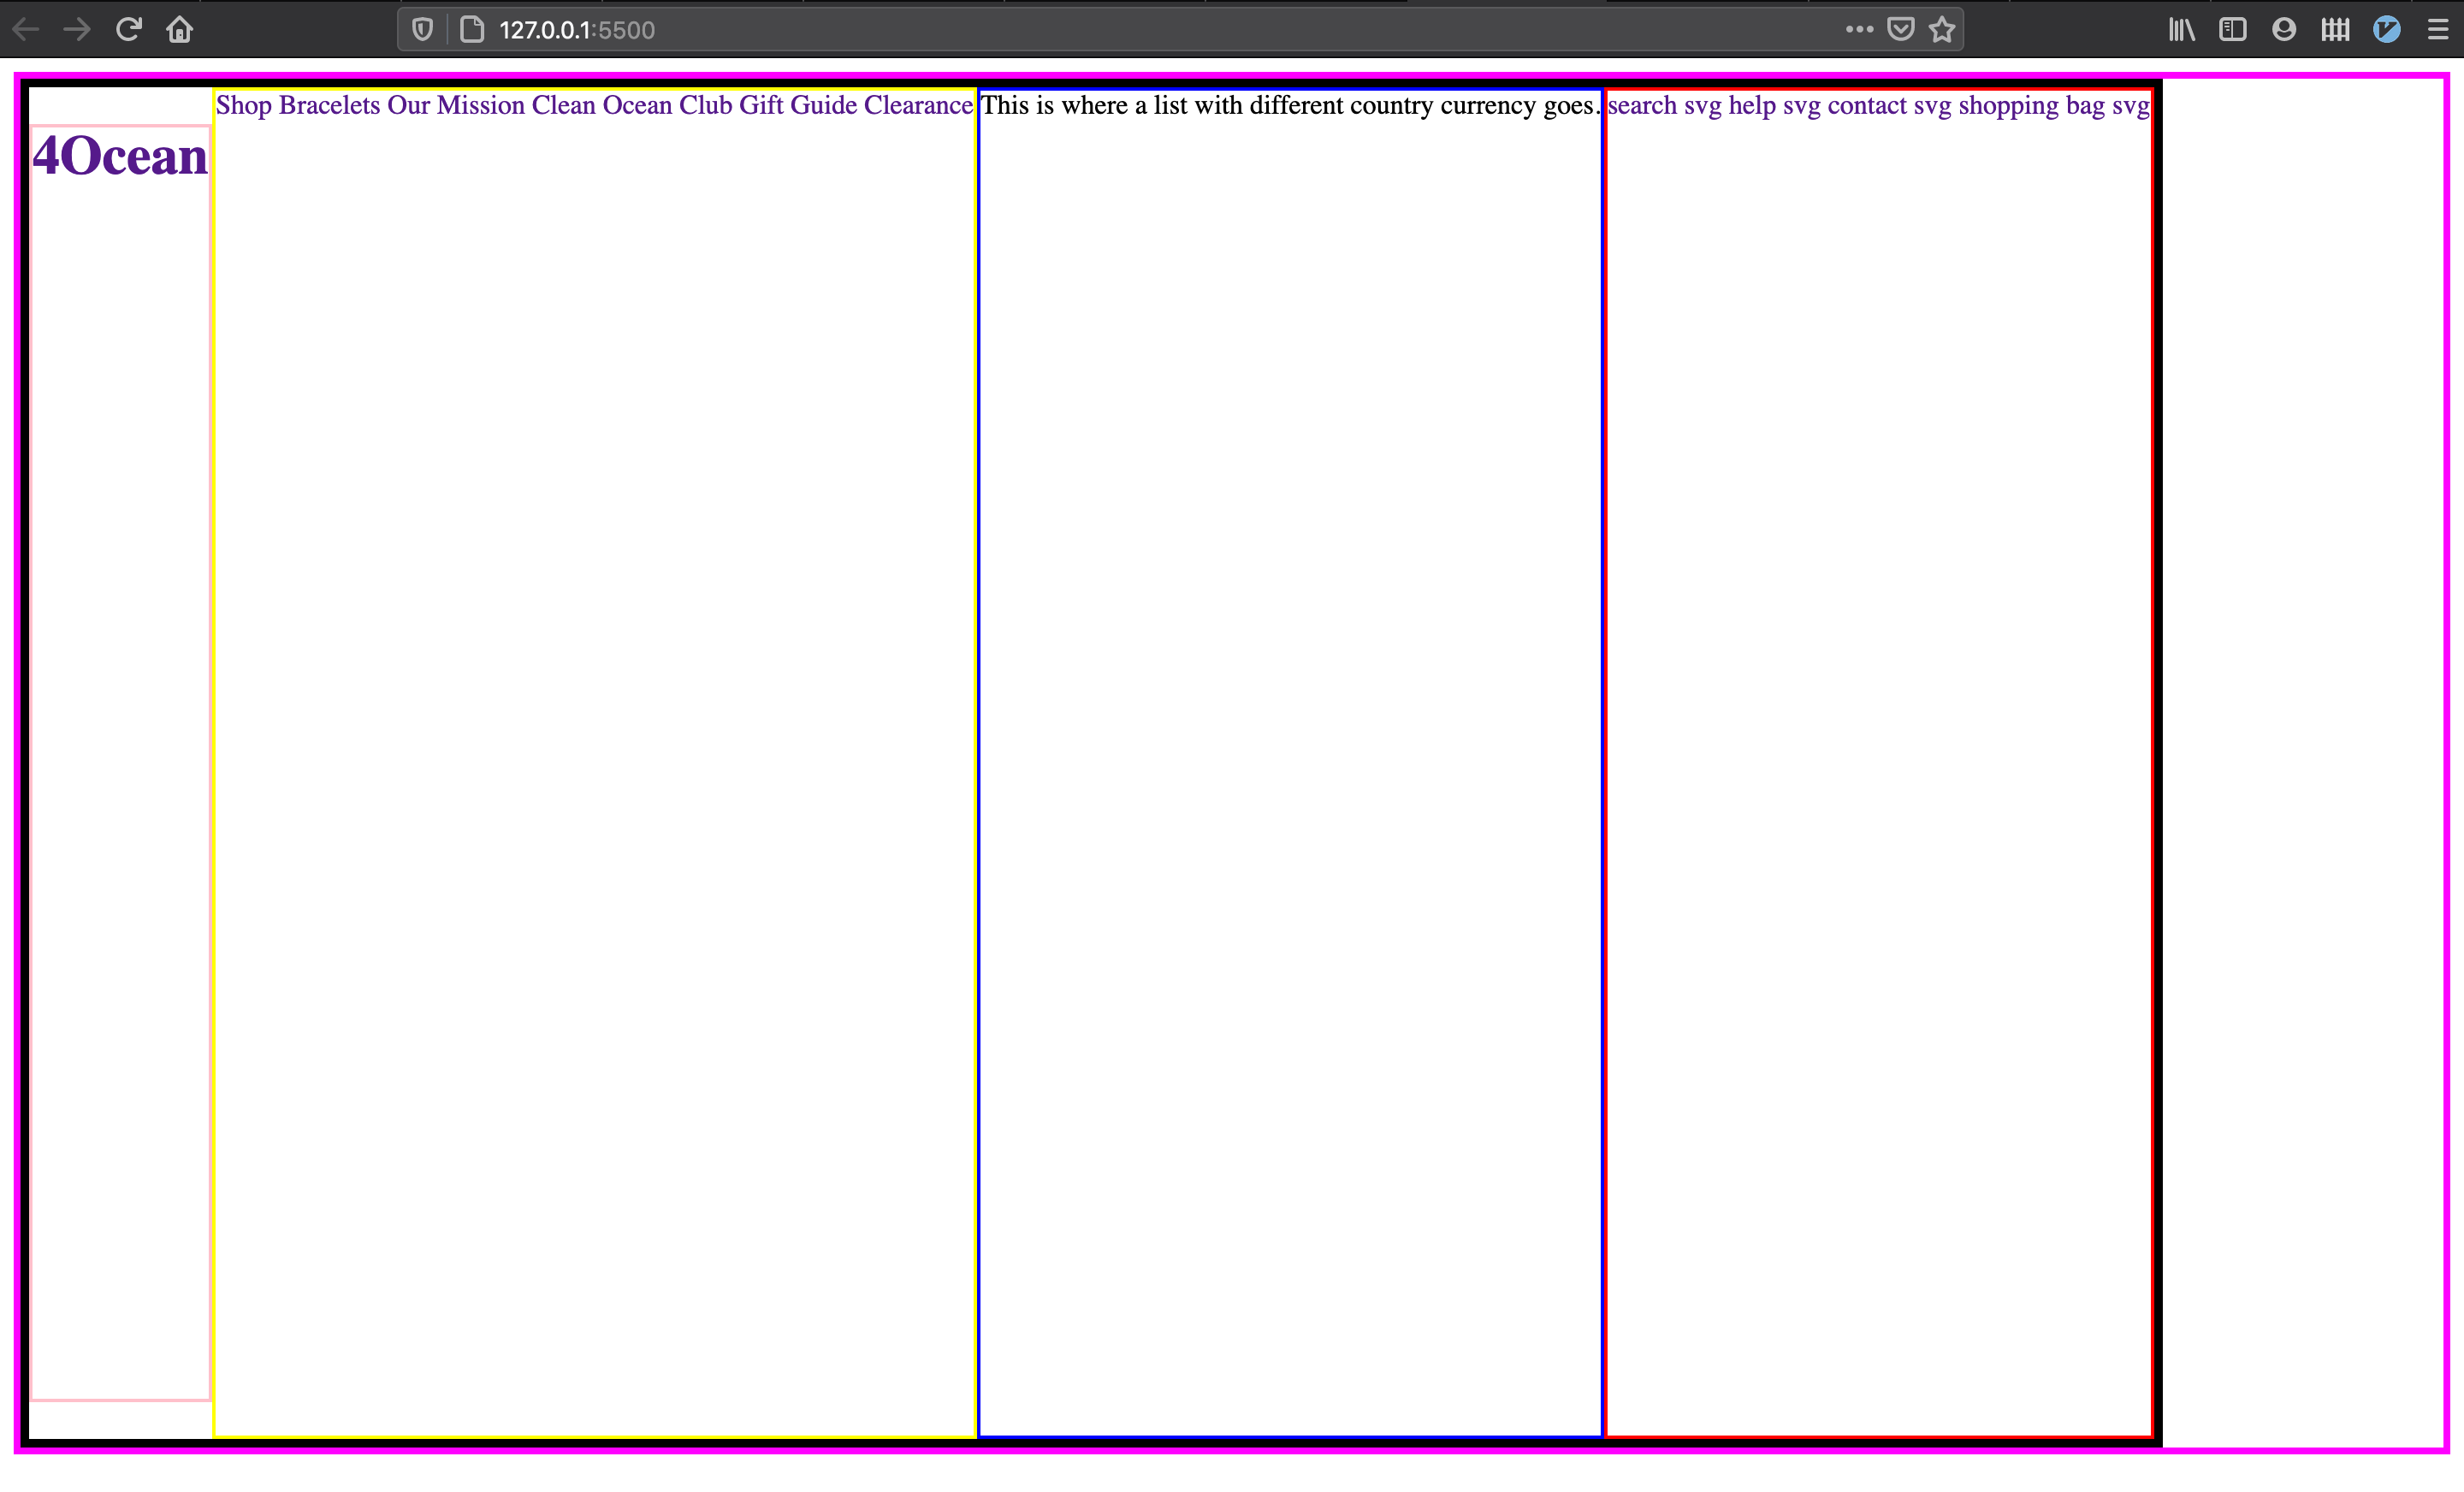 127.0.0.1:5500
Shop Bracelets Our Mission Clean Ocean Club Gift Guide Clearance
This is where a list with different country currency goes.
search svg help svg contact svg shopping bag svg
4Ocean